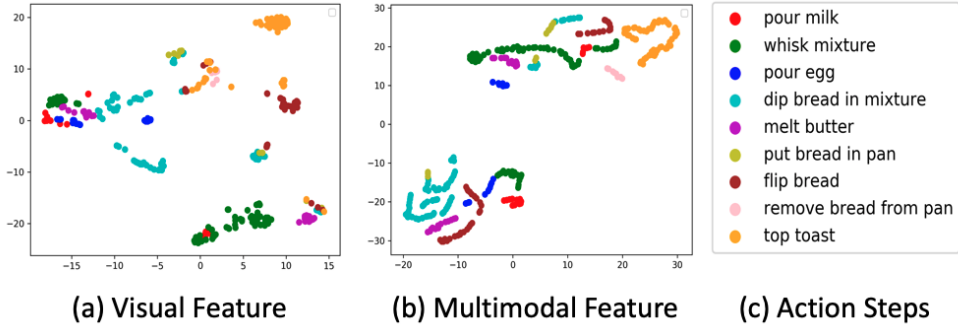 20
10
0
−10
−20
−15
−10
−5
0
5
10
15
(a) Visual Feature
30
20
10
0
−10
−20
−30
−20
−10
0
10
20
30
(b) Multimodal Feature
pour milk
whisk mixture
pour egg
dip bread in mixture
melt butter
put bread in pan
flip bread
remove bread from pan
top toast
(c) Action Steps